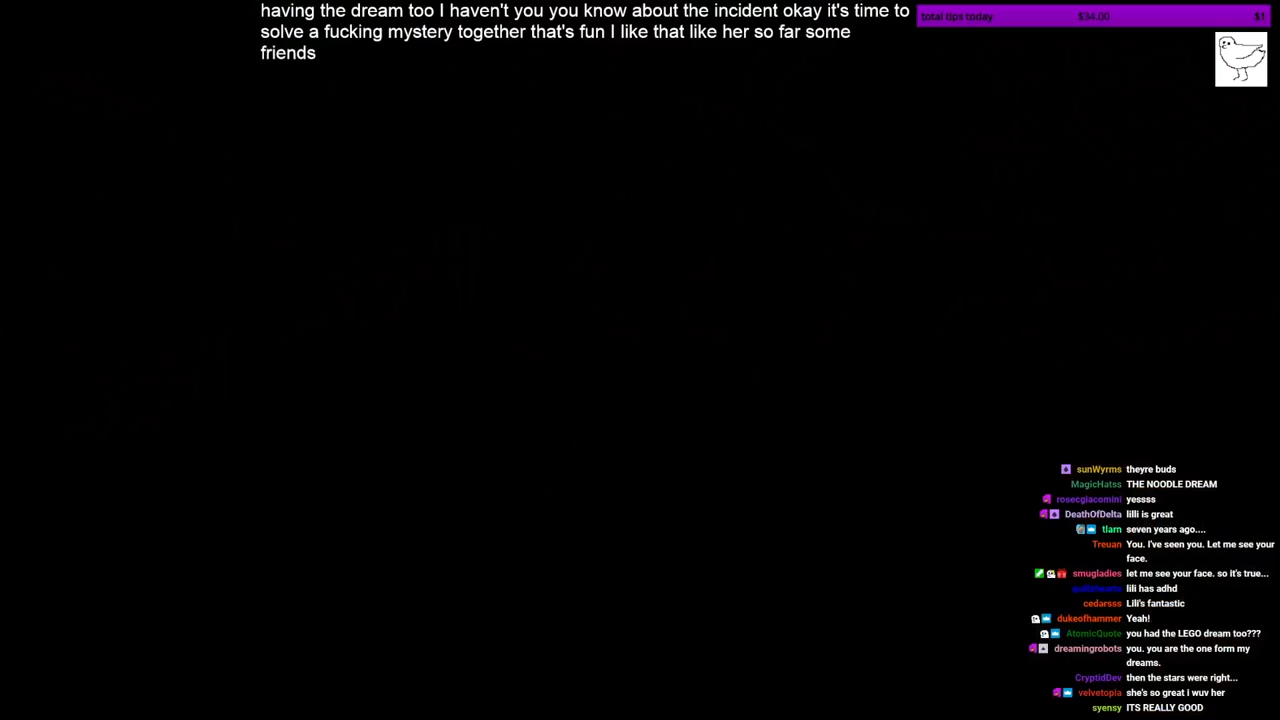 having the dream too I haven't you you know about the incident okay it's time to
solve a fucking mystery together that's fun I like that like her so far some
friends
total tips today $34.00 $1
sunWyrms theyre buds
MagicHatss THE NOODLE DREAM
rosecgiacomini yessss
DeathOfDelta lilli is great
tlarn seven years ago....
Treuan You. I've seen you. Let me see your
face.
smugladies let me see your face. so it's true...
lili has adhd
cedarsss Lili's fantastic
dukeofhammer Yeah!
AtomicQuote you had the LEGO dream too???
dreamingrobots you. you are the one form my
dreams.
CryptidDev then the stars were right...
velvetopia she's so great i wuv her
syensy ITS REALLY GOOD